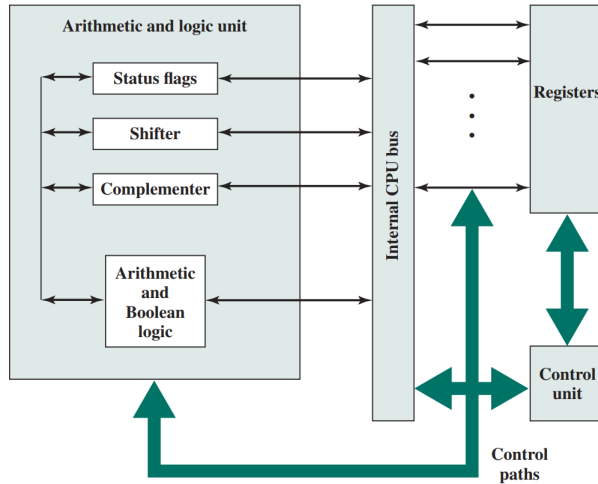 Arithmetic and logic unit
Status flags
Shifter
Complementer
Arithmetic
and
Boolean
logic
Internal CPU bus
Registers
Control
unit
Control
paths